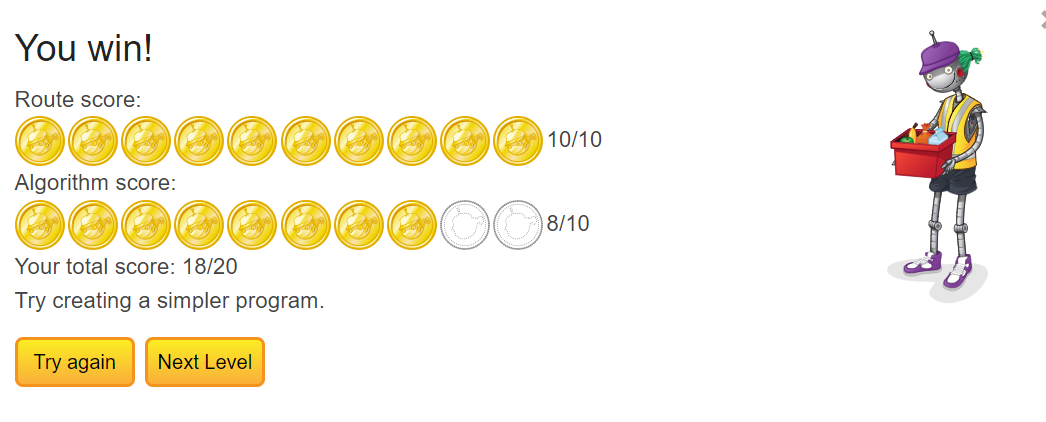 You win!
Route score:
10/10
Algorithm score:
8/10
Your total score: 18/20
Try creating a simpler program.
Try again
Next Level